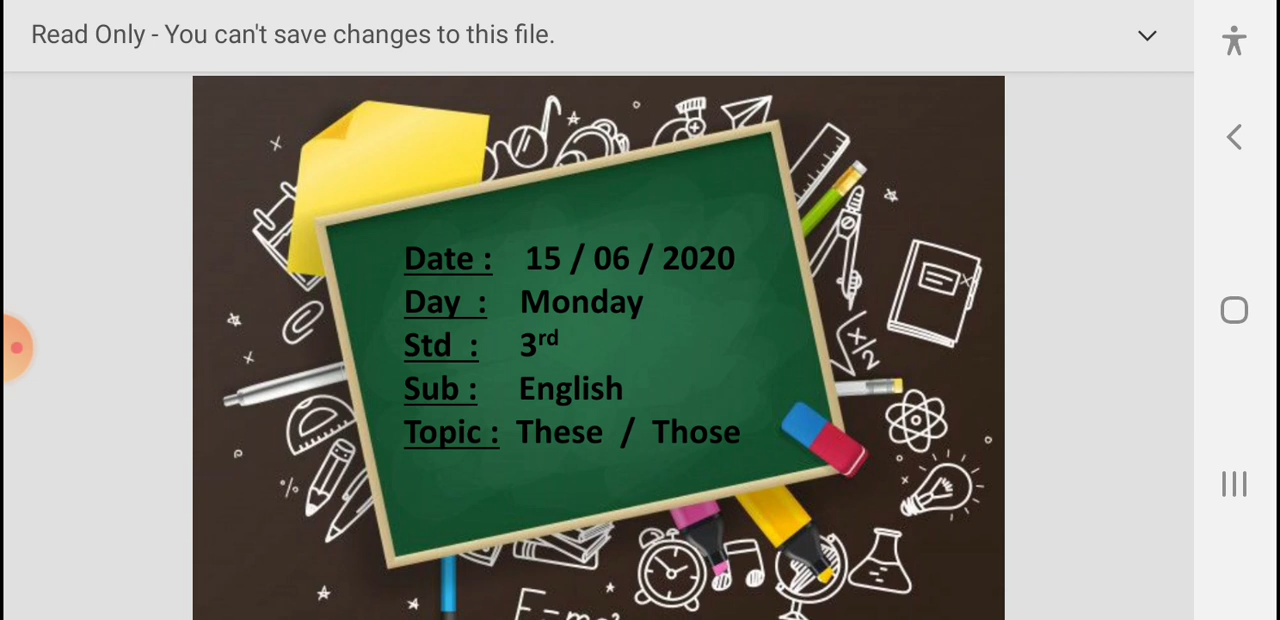 Read Only - You can't save changes to this file.
Date : 15 / 06 / 2020
Day : Monday
Std : 3rd
Sub : English
Topic : These / Those
√x/2
%